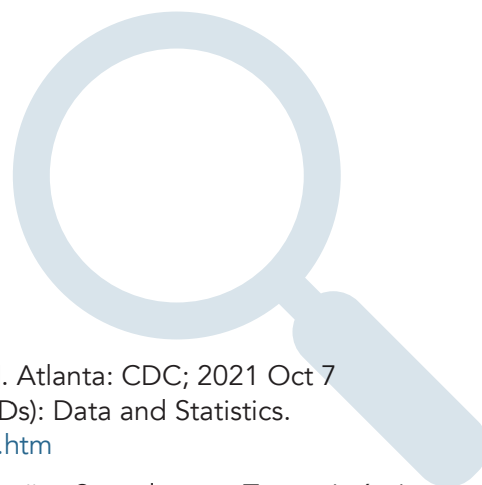 . Atlanta: CDC; 2021 Oct 7
Ds): Data and Statistics.
.htm